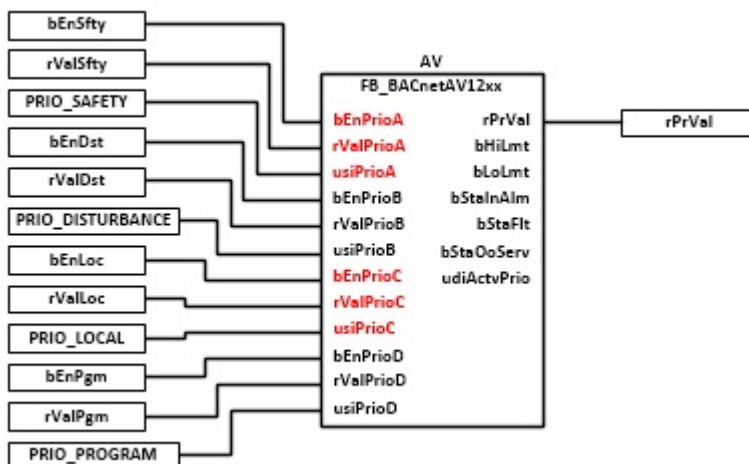 bEnSfty
rValSfty
PRIO_SAFETY
bEnDst
rValDst
PRIO_DISTURBANCE
bEnLoc
rValLoc
PRIO_LOCAL
bEnPgm
rValPgm
PRIO_PROGRAM
AV
FB_BACnetAV12xx
bEnPrioA rPrVal
rValPrioA bHiLmt
usiPrioA bLoLmt
bEnPrioB bStaInAlm
rValPrioB bStaFlt
usiPrioB bStaOoServ
bEnPrioC udiActvPrio
rValPrioC
usiPrioC
bEnPrioD
rValPrioD
usiPrioD
rPrVal